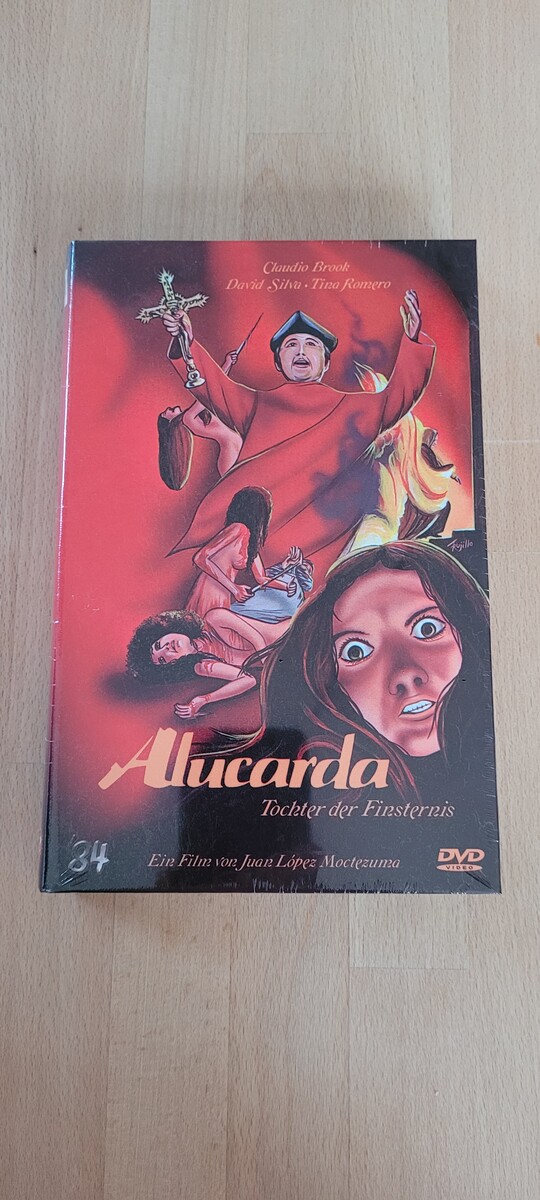 Claudio Brook
David Silva • Tina Romero
Trujillo
Alucarda
Tochter der Finsternis
84
Ein Film von Juan López Moctezuma
DVD
VIDEO